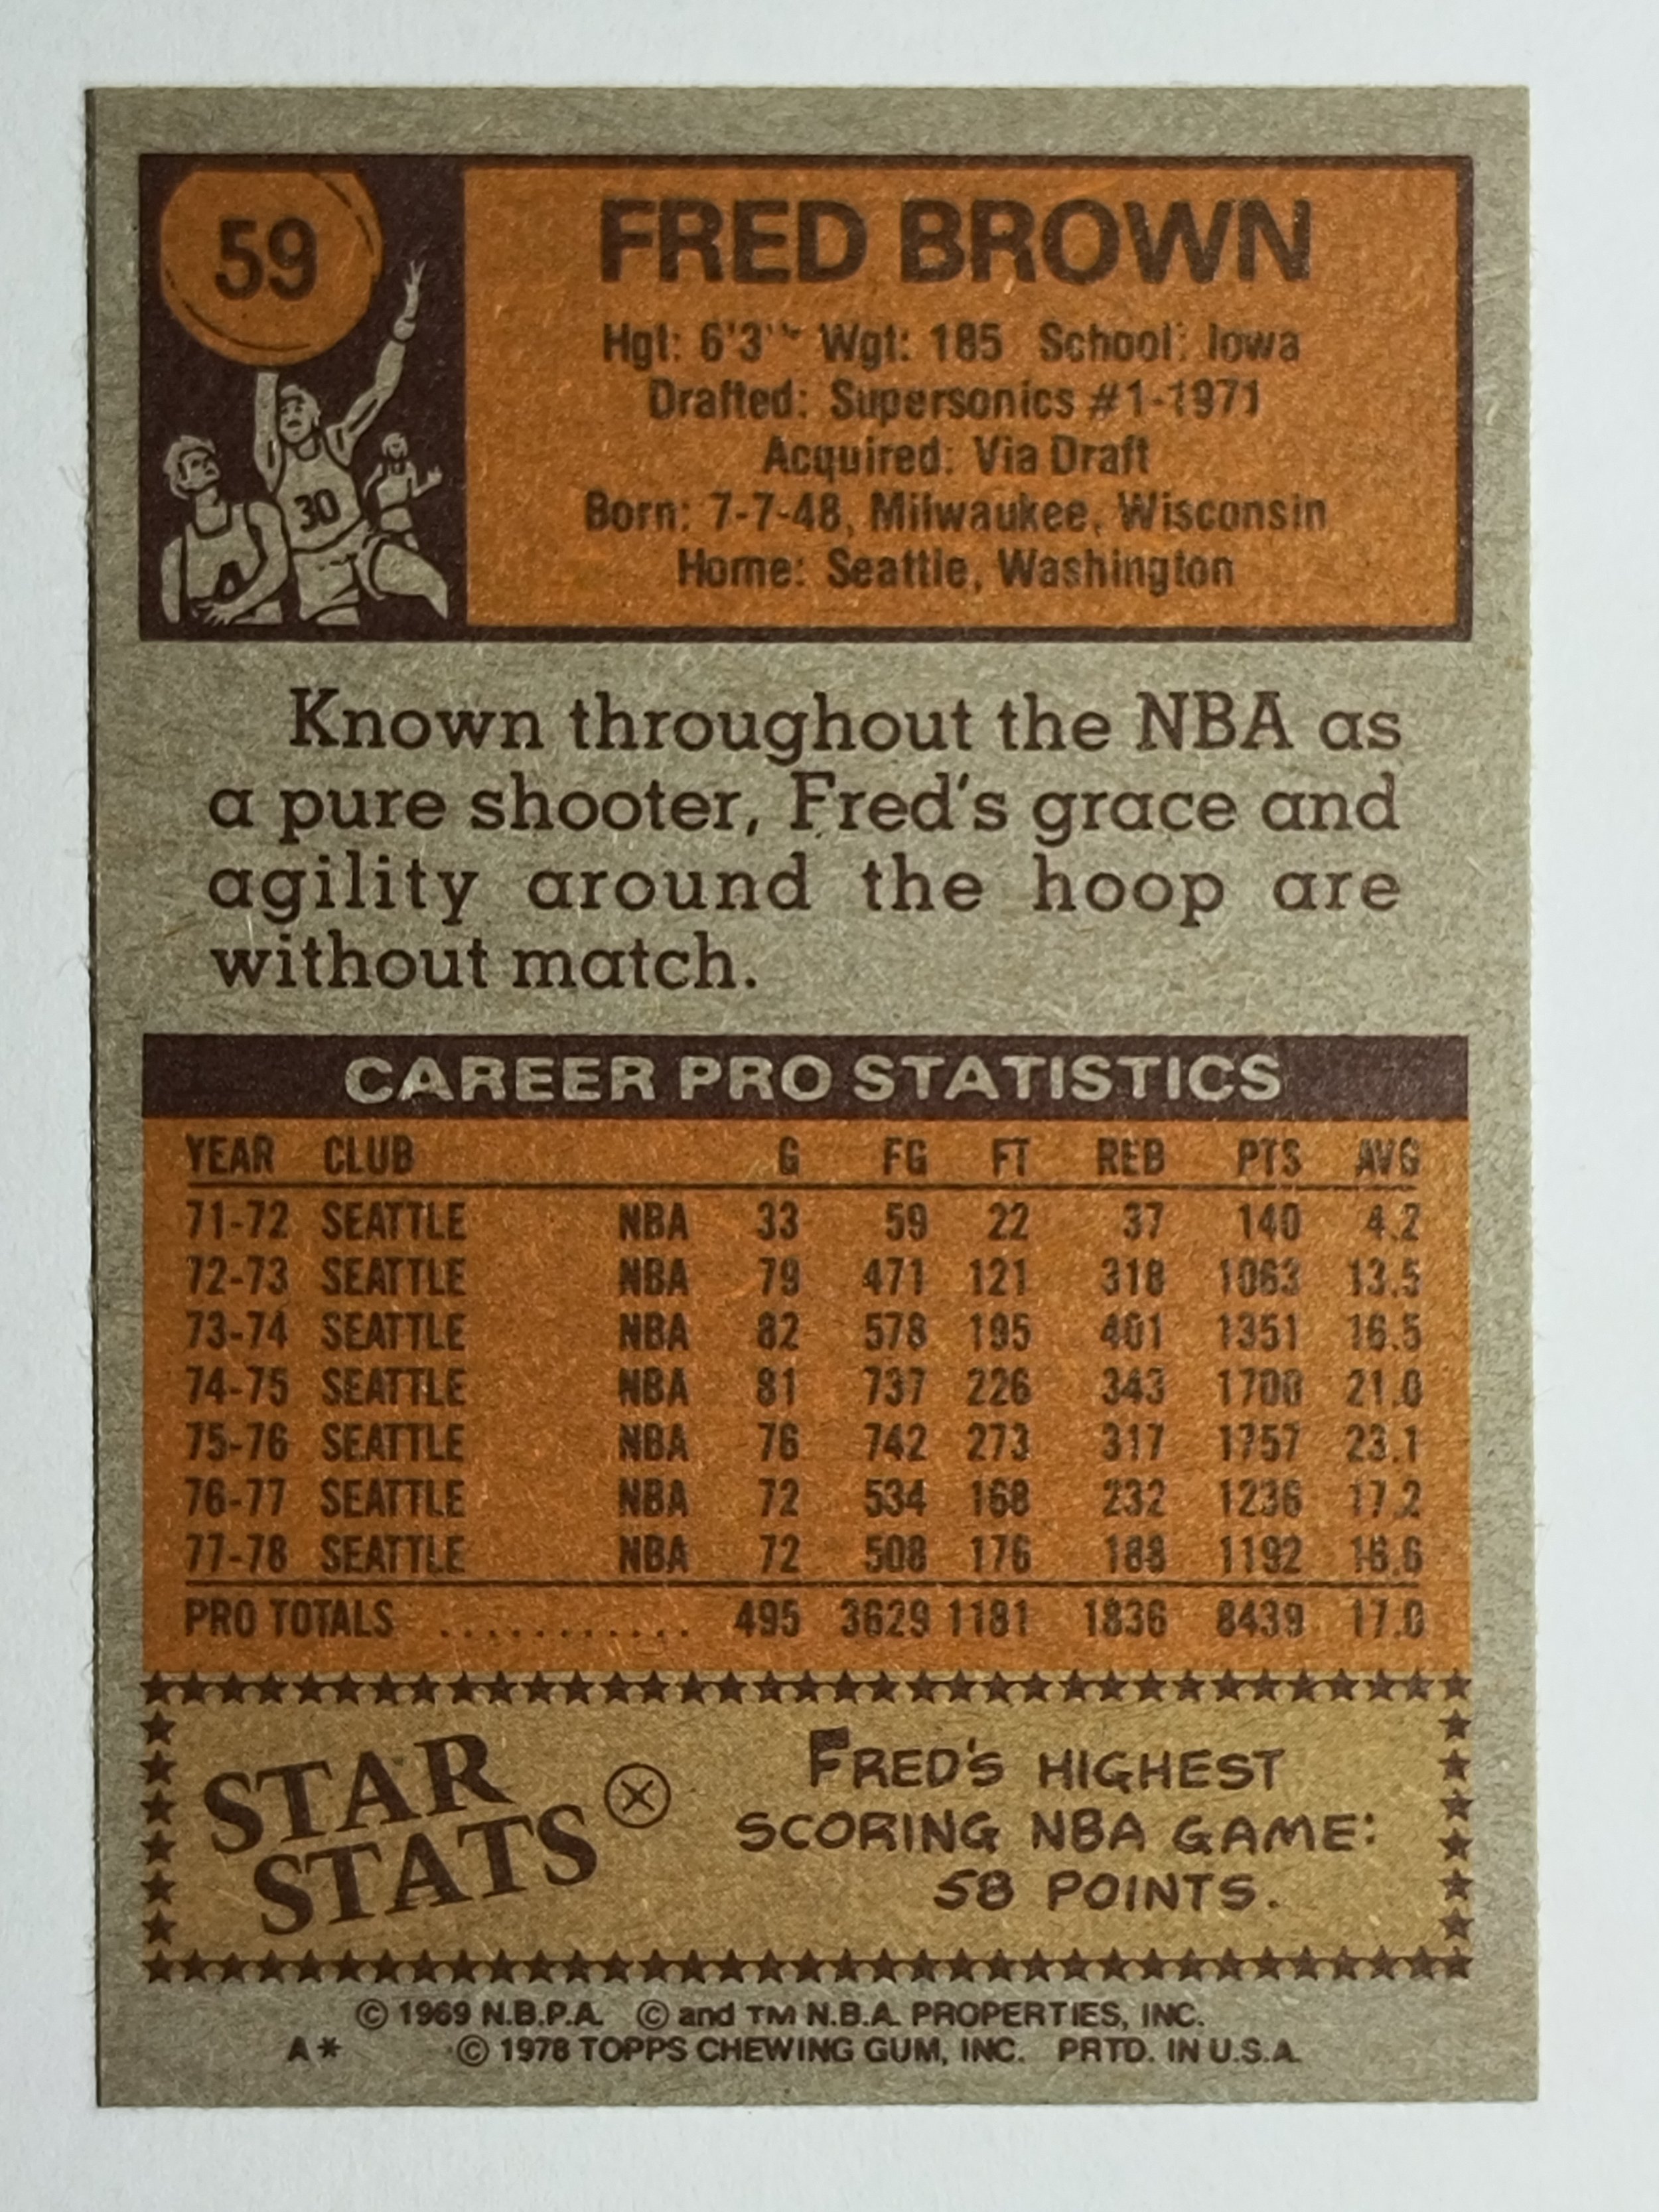 59
FRED BROWN
Hgt: 6'3" Wgt: 185 School: Iowa
Drafted: Supersonics #1-1971
Acquired: Via Draft
Born: 7-7-48, Milwaukee, Wisconsin
Home: Seattle, Washington
30
Known throughout the NBA as
a pure shooter, Fred's grace and
agility around the hoop are
without match.
CAREER PRO STATISTICS
YEAR CLUB G FG FT REB PTS AVG
71-72 SEATTLE NBA 33 59 22 37 140 4.2
72-73 SEATTLE NBA 79 471 121 318 1063 13.5
73-74 SEATTLE NBA 82 578 195 401 1351 16.5
74-75 SEATTLE NBA 81 737 226 343 1700 21.0
75-76 SEATTLE NBA 76 742 273 317 1757 23.1
76-77 SEATTLE NBA 72 534 168 232 1236 17.2
77-78 SEATTLE NBA 72 508 176 188 1192 16.6
PRO TOTALS ........... 495 3629 1181 1836 8439 17.0
STAR
STATS
FRED'S HIGHEST
SCORING NBA GAME:
58 POINTS.
© 1969 N.B.P.A. © and TM N.B.A. PROPERTIES, INC.
A* © 1978 TOPPS CHEWING GUM, INC. PRTD. IN U.S.A.